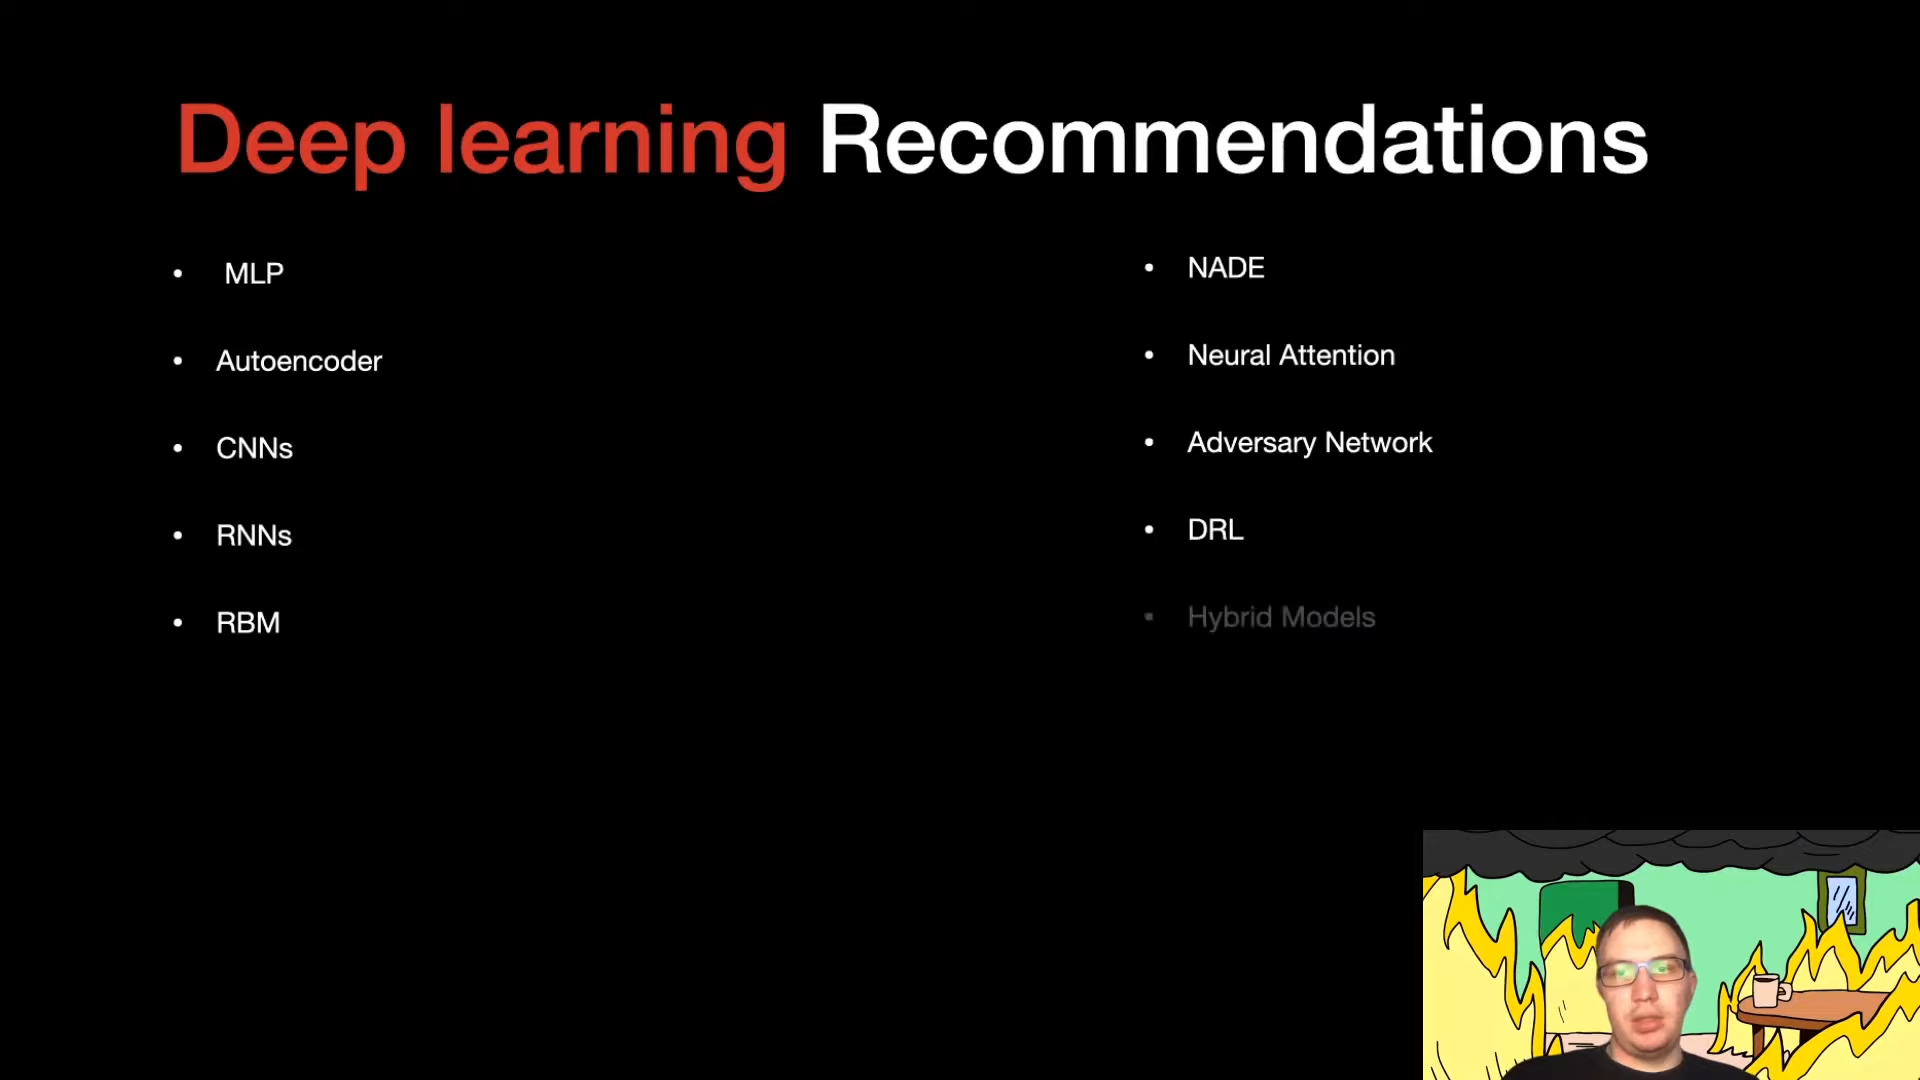 Deep learning Recommendations
• MLP
• Autoencoder
• CNNs
• RNNs
• RBM
• NADE
• Neural Attention
• Adversary Network
• DRL
• Hybrid Models